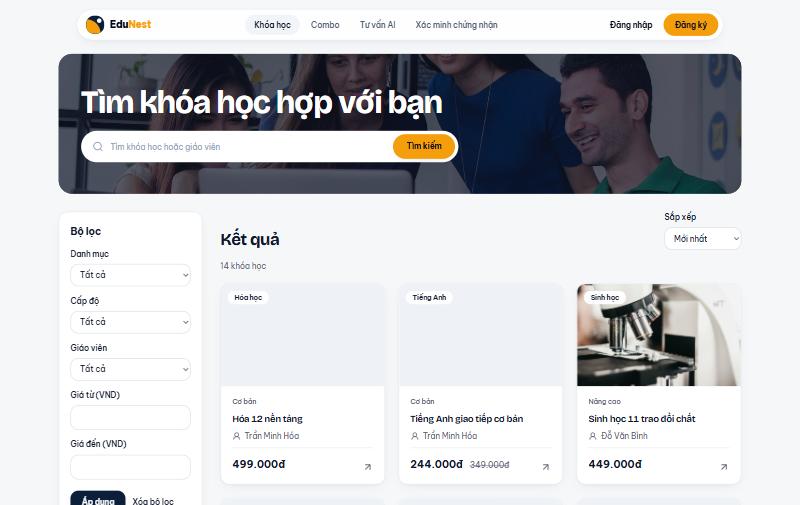 EduNest
Khóa học
Combo
Tư vấn AI
Xác minh chứng nhận
Đăng nhập
Đăng ký
Tìm khóa học hợp với bạn
Tìm khóa học hoặc giáo viên
Tìm kiếm
Bộ lọc
Danh mục
Tất cả
Cấp độ
Tất cả
Giáo viên
Tất cả
Giá từ (VND)
Giá đến (VND)
Áp dụng
Xóa bộ lọc
Kết quả
14 khóa học
Sắp xếp
Mới nhất
Hóa học
Cơ bản
Hóa 12 nền tảng
Trần Minh Hóa
499.000đ
Tiếng Anh
Cơ bản
Tiếng Anh giao tiếp cơ bản
Trần Minh Hóa
244.000đ 349.000đ
Sinh học
Nâng cao
Sinh học 11 trao đổi chất
Đỗ Văn Bình
449.000đ